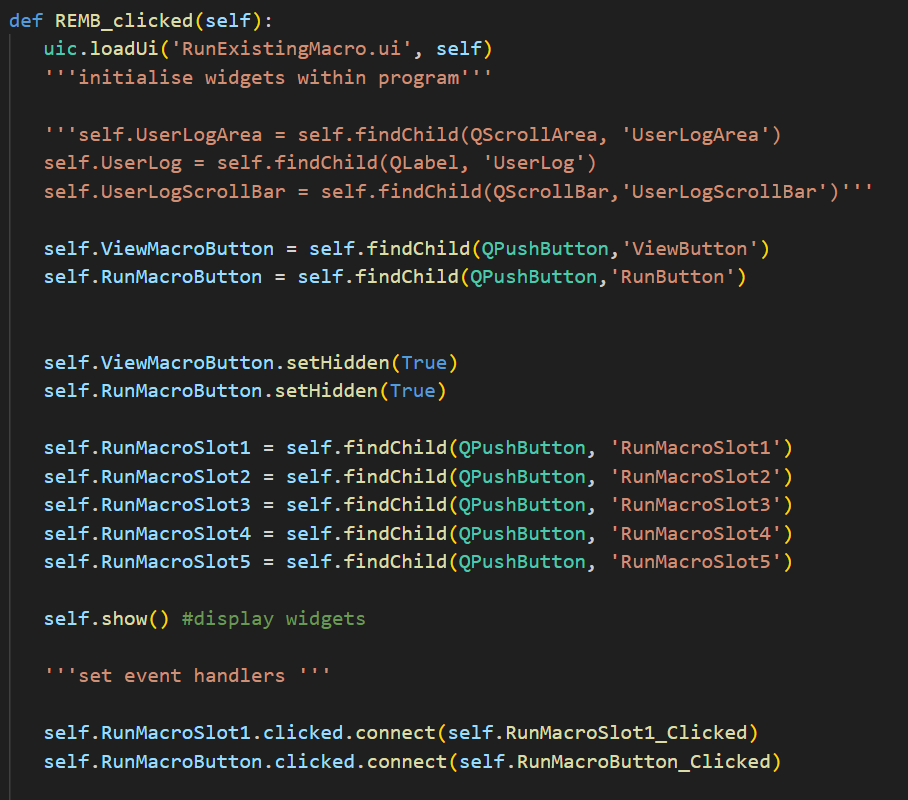 def REMB_clicked(self):
uic.loadUi('RunExistingMacro.ui', self)
'''initialise widgets within program'''
'''self.UserLogArea = self.findChild(QScrollArea, 'UserLogArea')
self.UserLog = self.findChild(QLabel, 'UserLog')
self.UserLogScrollBar = self.findChild(QScrollBar,'UserLogScrollBar')'''
self.ViewMacroButton = self.findChild(QPushButton,'ViewButton')
self.RunMacroButton = self.findChild(QPushButton,'RunButton')
self.ViewMacroButton.setHidden(True)
self.RunMacroButton.setHidden(True)
self.RunMacroSlot1 = self.findChild(QPushButton, 'RunMacroSlot1')
self.RunMacroSlot2 = self.findChild(QPushButton, 'RunMacroSlot2')
self.RunMacroSlot3 = self.findChild(QPushButton, 'RunMacroSlot3')
self.RunMacroSlot4 = self.findChild(QPushButton, 'RunMacroSlot4')
self.RunMacroSlot5 = self.findChild(QPushButton, 'RunMacroSlot5')
self.show() #display widgets
'''set event handlers '''
self.RunMacroSlot1.clicked.connect(self.RunMacroSlot1_Clicked)
self.RunMacroButton.clicked.connect(self.RunMacroButton_Clicked)